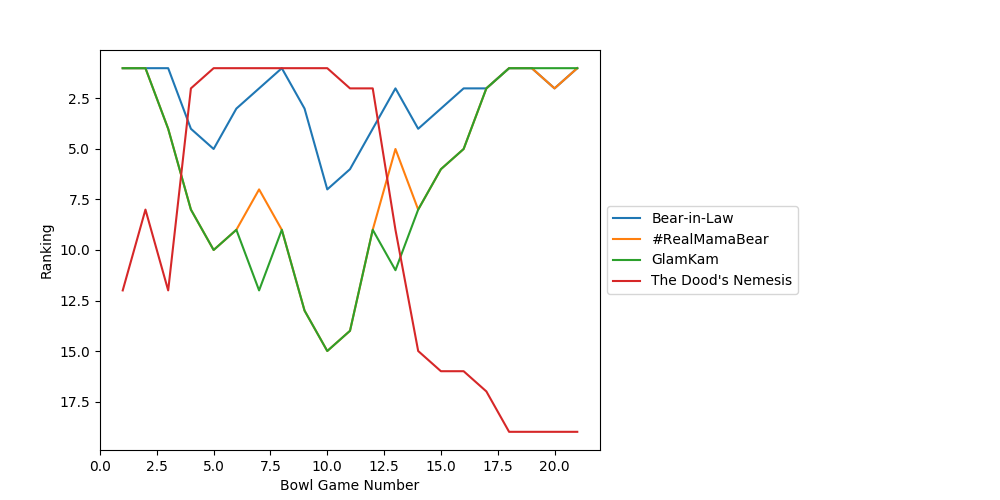 2.5
5.0
7.5
10.0
12.5
15.0
17.5
Ranking
0.0 2.5 5.0 7.5 10.0 12.5 15.0 17.5 20.0
Bowl Game Number
Bear-in-Law
#RealMamaBear
GlamKam
The Dood's Nemesis